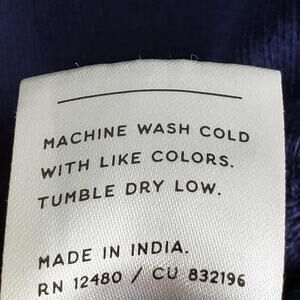 MACHINE WASH COLD
WITH LIKE COLORS.
TUMBLE DRY LOW.
MADE IN INDIA.
RN 12480 / CU 832196